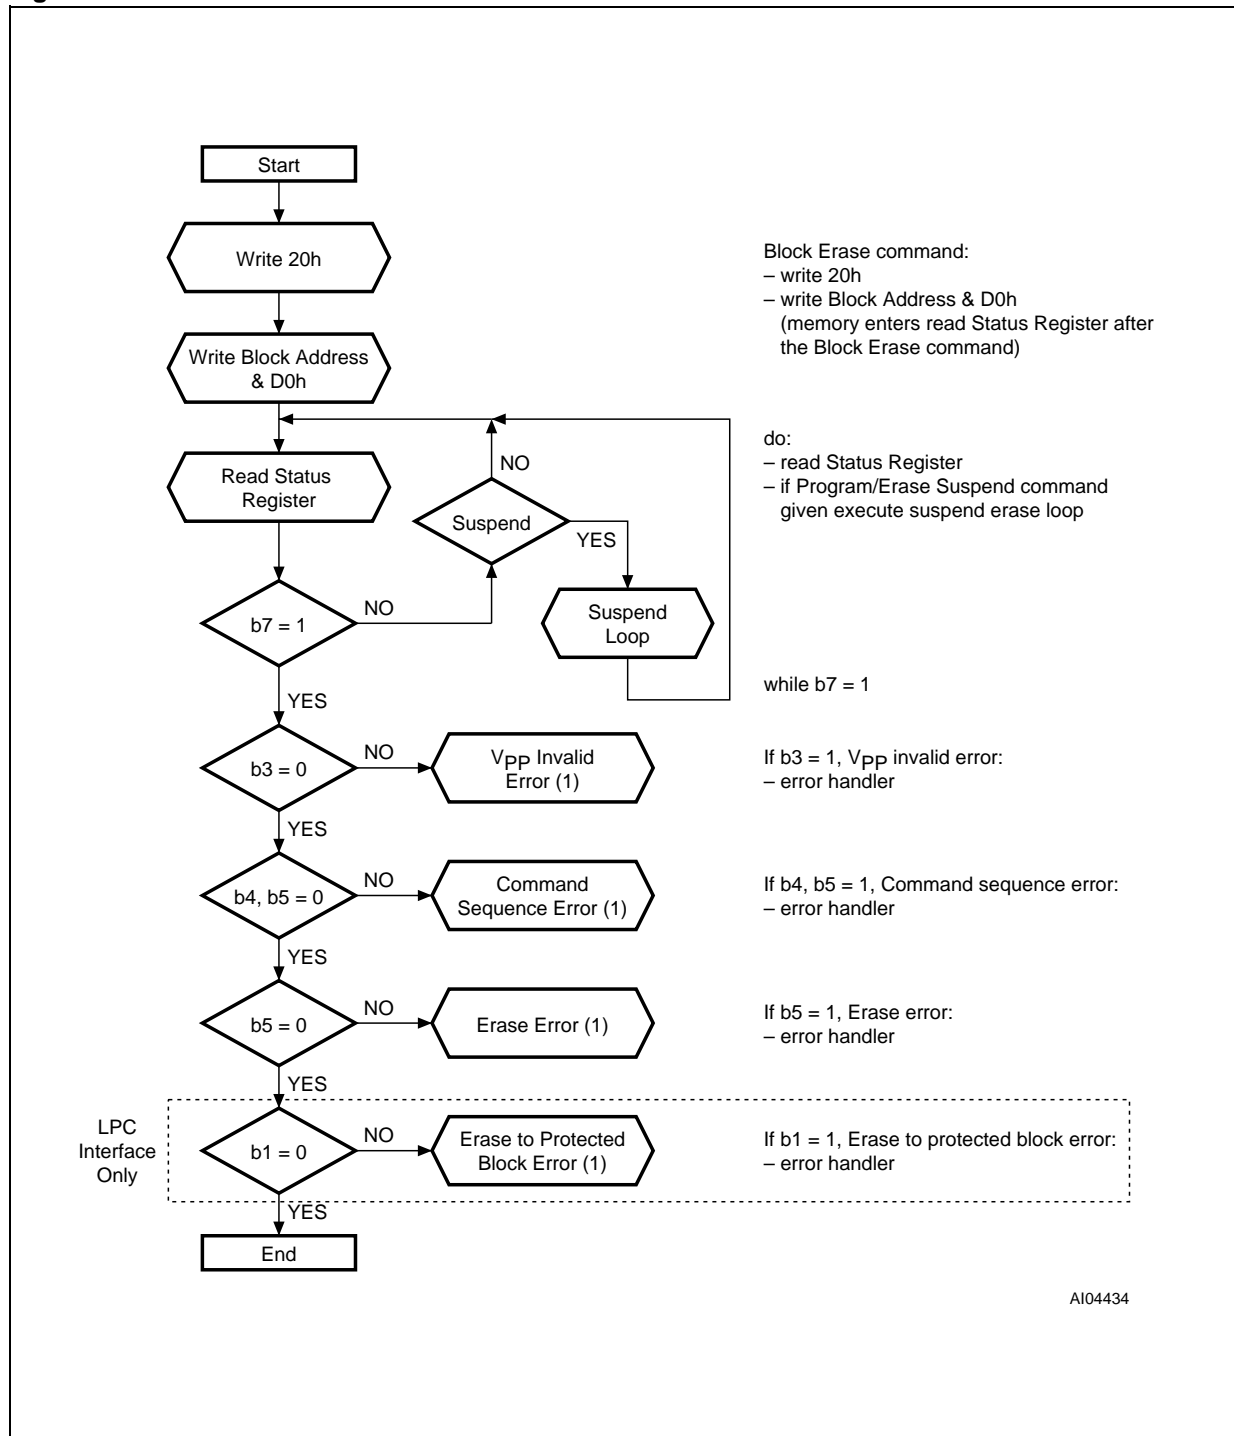 Start
Write 20h
Block Erase command:
– write 20h
– write Block Address & D0h
(memory enters read Status Register after
the Block Erase command)
Write Block Address
& D0h
do:
– read Status Register
– if Program/Erase Suspend command
given execute suspend erase loop
Read Status
Register
NO
Suspend
YES
b7 = 1
NO
Suspend
Loop
while b7 = 1
YES
b3 = 0
NO
VPP Invalid
Error (1)
If b3 = 1, VPP invalid error:
– error handler
YES
b4, b5 = 0
NO
Command
Sequence Error (1)
If b4, b5 = 1, Command sequence error:
– error handler
YES
b5 = 0
NO
Erase Error (1)
If b5 = 1, Erase error:
– error handler
YES
LPC
Interface
Only
b1 = 0
NO
Erase to Protected
Block Error (1)
If b1 = 1, Erase to protected block error:
– error handler
YES
End
AI04434